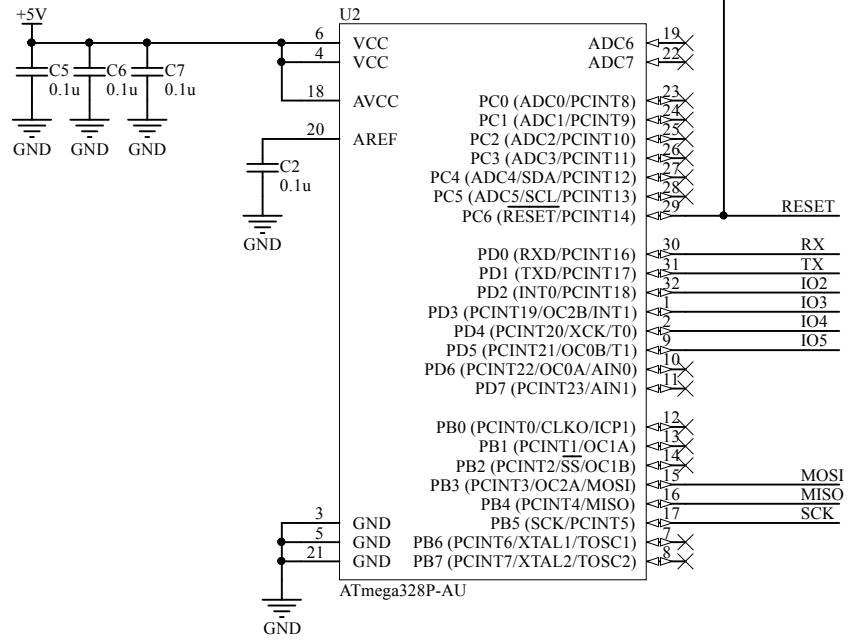 +5V
C5
0.1u
C6
0.1u
C7
0.1u
GND
GND
GND
C2
0.1u
GND
U2
6 VCC
4 VCC
18 AVCC
20 AREF
3 GND
5 GND
21 GND
GND
ADC6 19
ADC7 22
PC0 (ADC0/PCINT8) 23
PC1 (ADC1/PCINT9) 24
PC2 (ADC2/PCINT10) 25
PC3 (ADC3/PCINT11) 26
PC4 (ADC4/SDA/PCINT12) 27
PC5 (ADC5/SCL/PCINT13) 28
PC6 (RESET/PCINT14) 29 RESET
PD0 (RXD/PCINT16) 30 RX
PD1 (TXD/PCINT17) 31 TX
PD2 (INT0/PCINT18) 32 IO2
PD3 (PCINT19/OC2B/INT1) 1 IO3
PD4 (PCINT20/XCK/T0) 2 IO4
PD5 (PCINT21/OC0B/T1) 9 IO5
PD6 (PCINT22/OC0A/AIN0) 10
PD7 (PCINT23/AIN1) 11
PB0 (PCINT0/CLKO/ICP1) 12
PB1 (PCINT1/OC1A) 13
PB2 (PCINT2/SS/OC1B) 14
PB3 (PCINT3/OC2A/MOSI) 15 MOSI
PB4 (PCINT4/MISO) 16 MISO
PB5 (SCK/PCINT5) 17 SCK
PB6 (PCINT6/XTAL1/TOSC1) 7
PB7 (PCINT7/XTAL2/TOSC2) 8
ATmega328P-AU